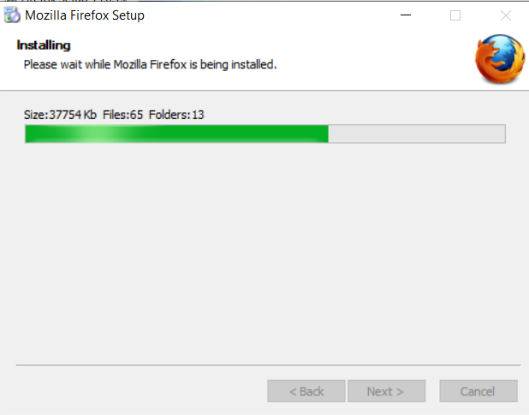 Mozilla Firefox Setup
Installing
Please wait while Mozilla Firefox is being installed.
Size:37754 Kb Files:65 Folders:13
< Back Next > Cancel